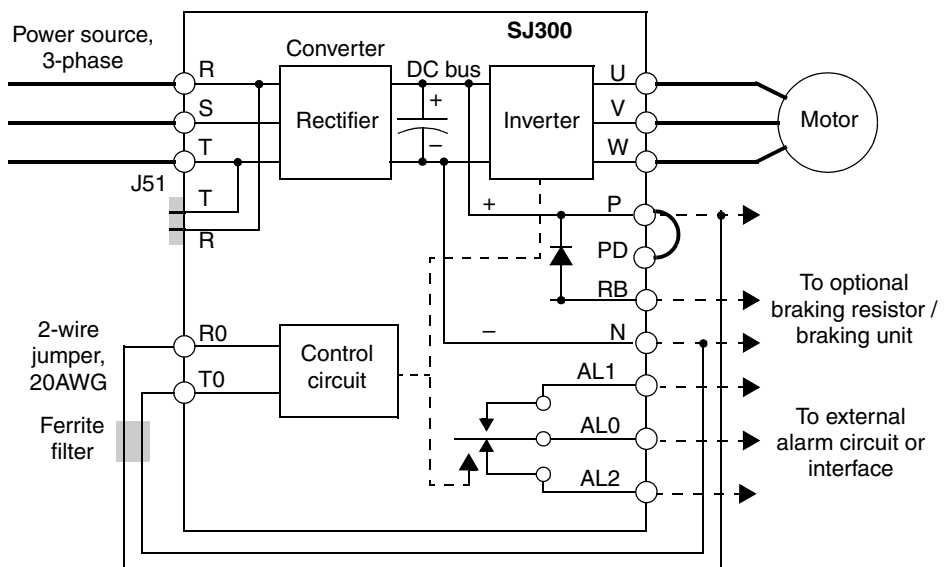 Power source,
3-phase
SJ300
Converter
R
DC bus
U
+
S
V
Rectifier
Inverter
Motor
T
–
W
J51
T
+
P
R
PD
To optional
braking resistor /
braking unit
RB
2-wire
jumper,
20AWG
R0
–
N
Control
circuit
T0
AL1
Ferrite
filter
AL0
To external
alarm circuit or
interface
AL2